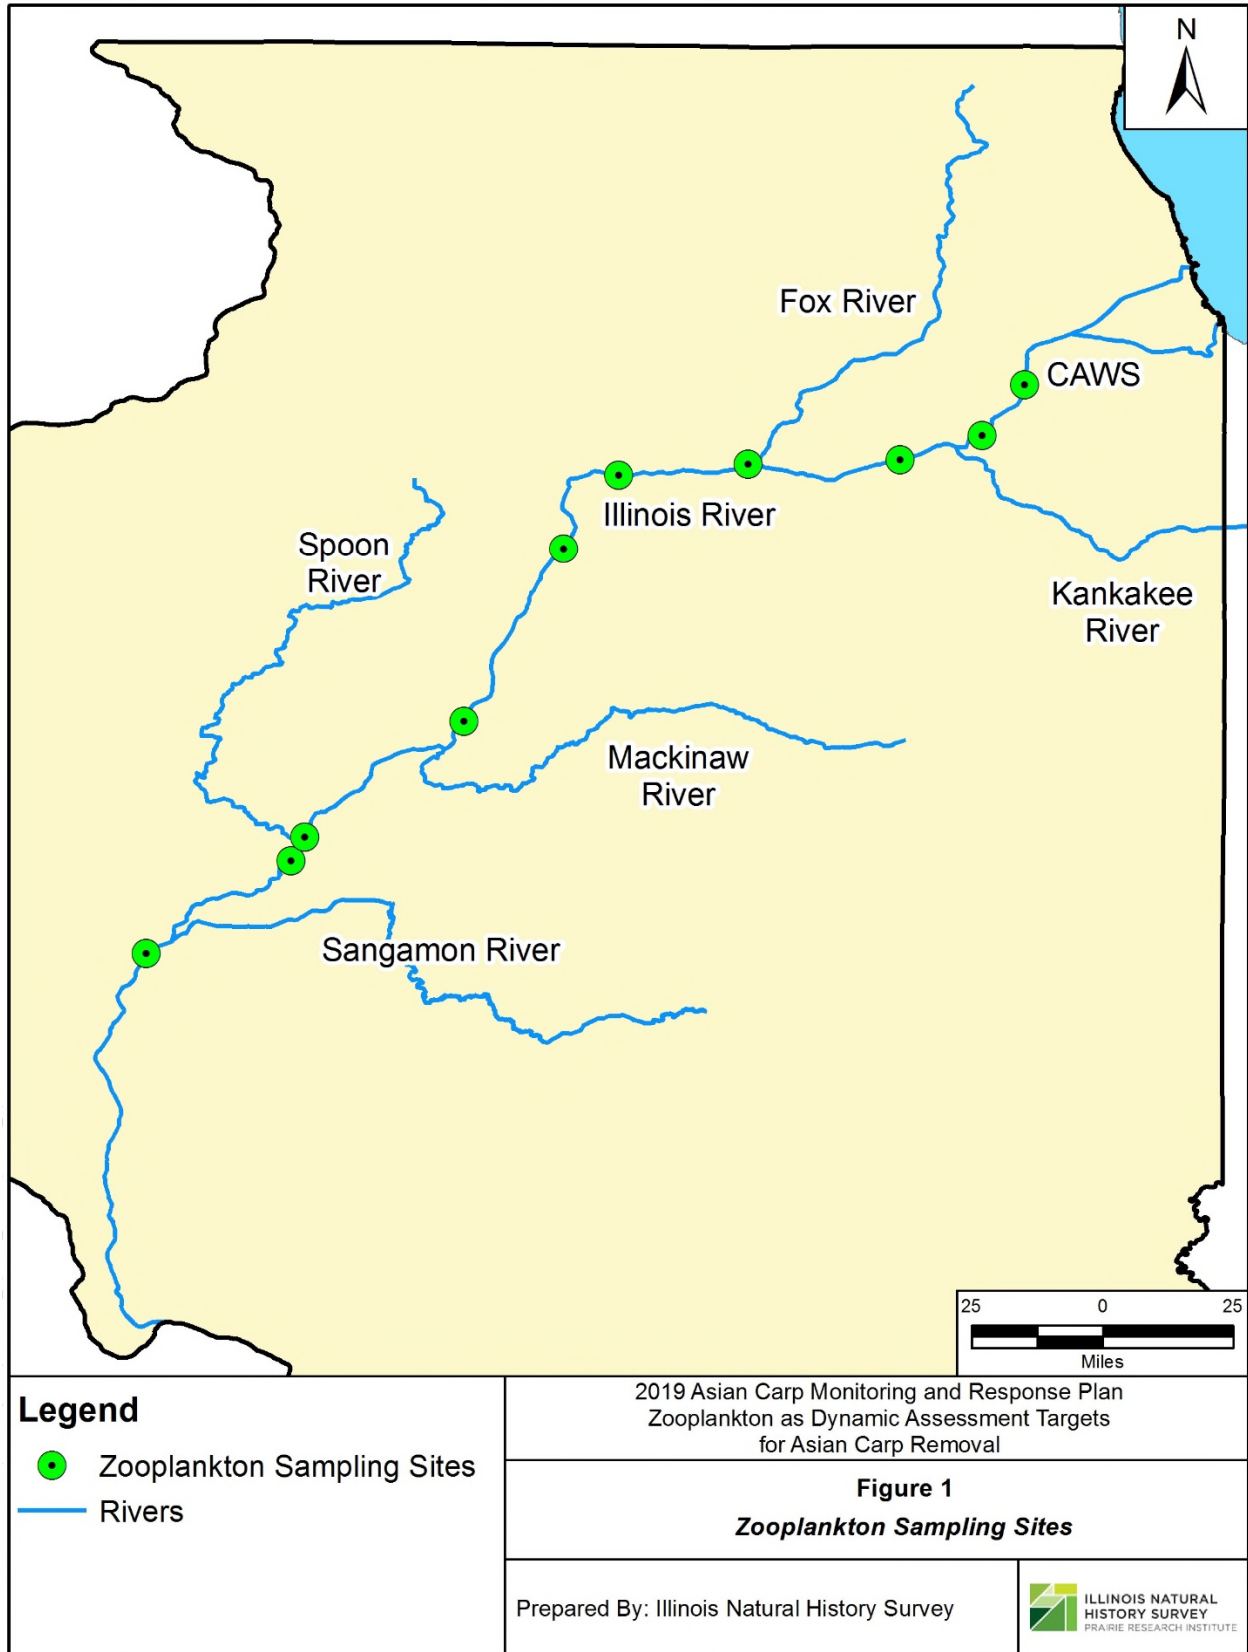 N
Fox River
CAWS
Illinois River
Spoon
River
Kankakee
River
Mackinaw
River
Sangamon River
25 0 25
Miles
Legend
Zooplankton Sampling Sites
Rivers
2019 Asian Carp Monitoring and Response Plan
Zooplankton as Dynamic Assessment Targets
for Asian Carp Removal
Figure 1
Zooplankton Sampling Sites
Prepared By: Illinois Natural History Survey
ILLINOIS NATURAL
HISTORY SURVEY
PRAIRIE RESEARCH INSTITUTE